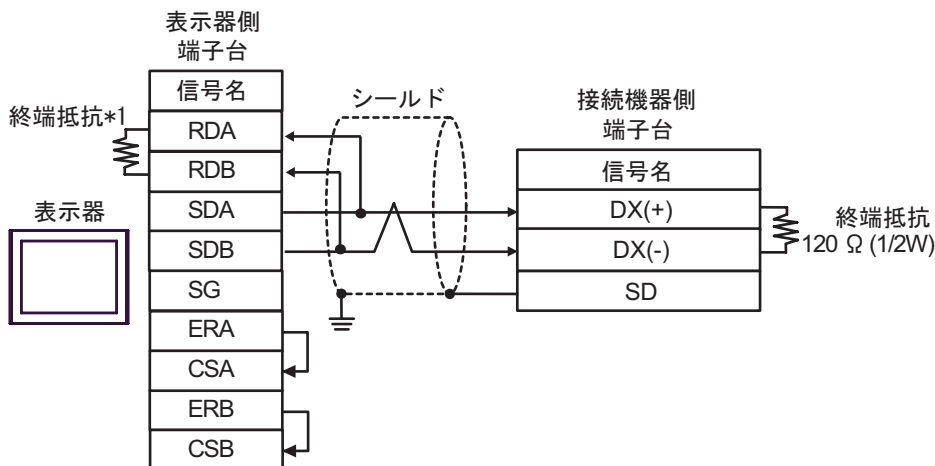 表示器側
端子台
信号名
終端抵抗*1
RDA
RDB
SDA
SDB
SG
ERA
CSA
ERB
CSB
表示器
シールド
接続機器側
端子台
信号名
DX(+)
DX(-)
SD
終端抵抗
120 Ω (1/2W)